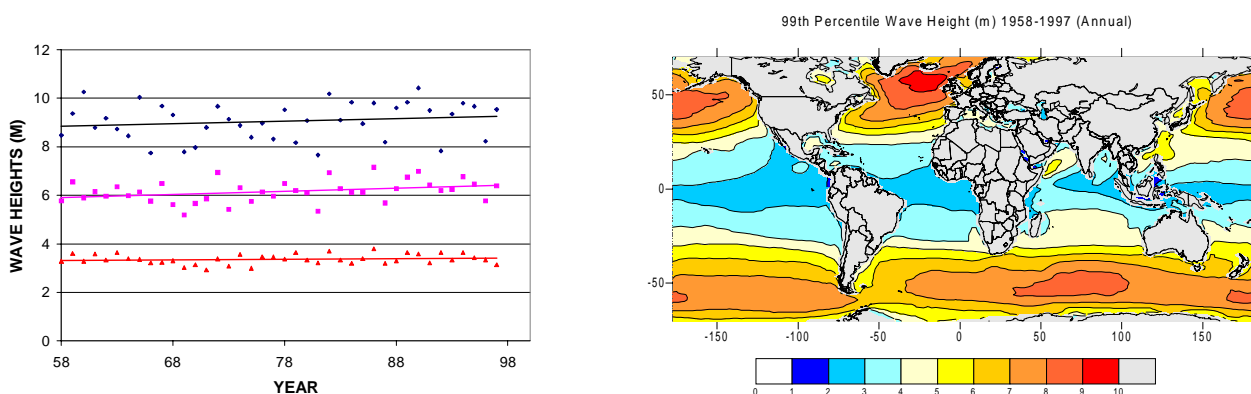 12
10
8
6
4
2
0
58 68 78 88 98
WAVE HEIGHTS (M)
YEAR
99th Percentile Wave Height (m) 1958-1997 (Annual)
50
0
-50
-150 -100 -50 0 50 100 150
0 1 2 3 4 5 6 7 8 9 10